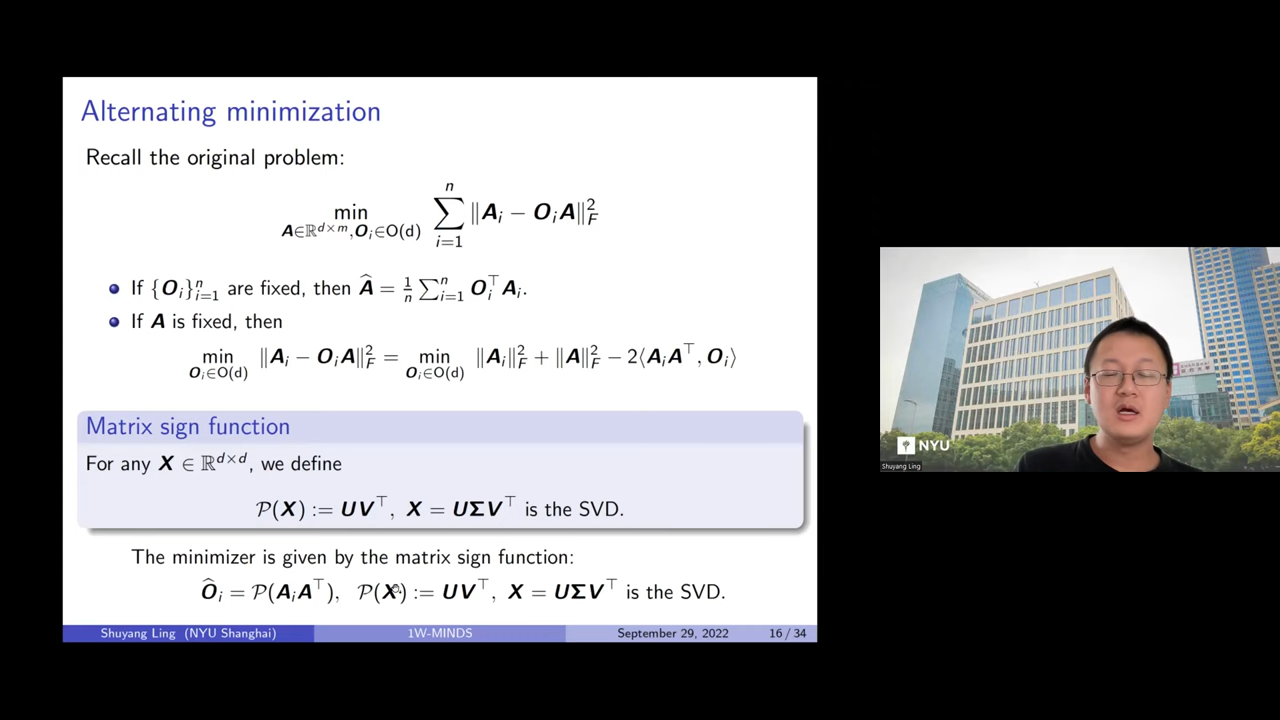 Alternating minimization
Recall the original problem:
min_{A∈ℝ^{d×m}, O_i∈O(d)} ∑_{i=1}^{n} ‖A_i − O_i A‖_F^2
If {O_i}_{i=1}^{n} are fixed, then Â = 1/n ∑_{i=1}^{n} O_i^⊤ A_i.
If A is fixed, then
min_{O_i∈O(d)} ‖A_i − O_i A‖_F^2 = min_{O_i∈O(d)} ‖A_i‖_F^2 + ‖A‖_F^2 − 2⟨A_i A^⊤, O_i⟩
Matrix sign function
For any X ∈ ℝ^{d×d}, we define
𝒫(X) := UV^⊤, X = UΣV^⊤ is the SVD.
The minimizer is given by the matrix sign function:
Ô_i = 𝒫(A_i A^⊤), 𝒫(X) := UV^⊤, X = UΣV^⊤ is the SVD.
Shuyang Ling (NYU Shanghai) 1W-MINDS September 29, 2022 16 / 34
NYU
Shuyang Ling